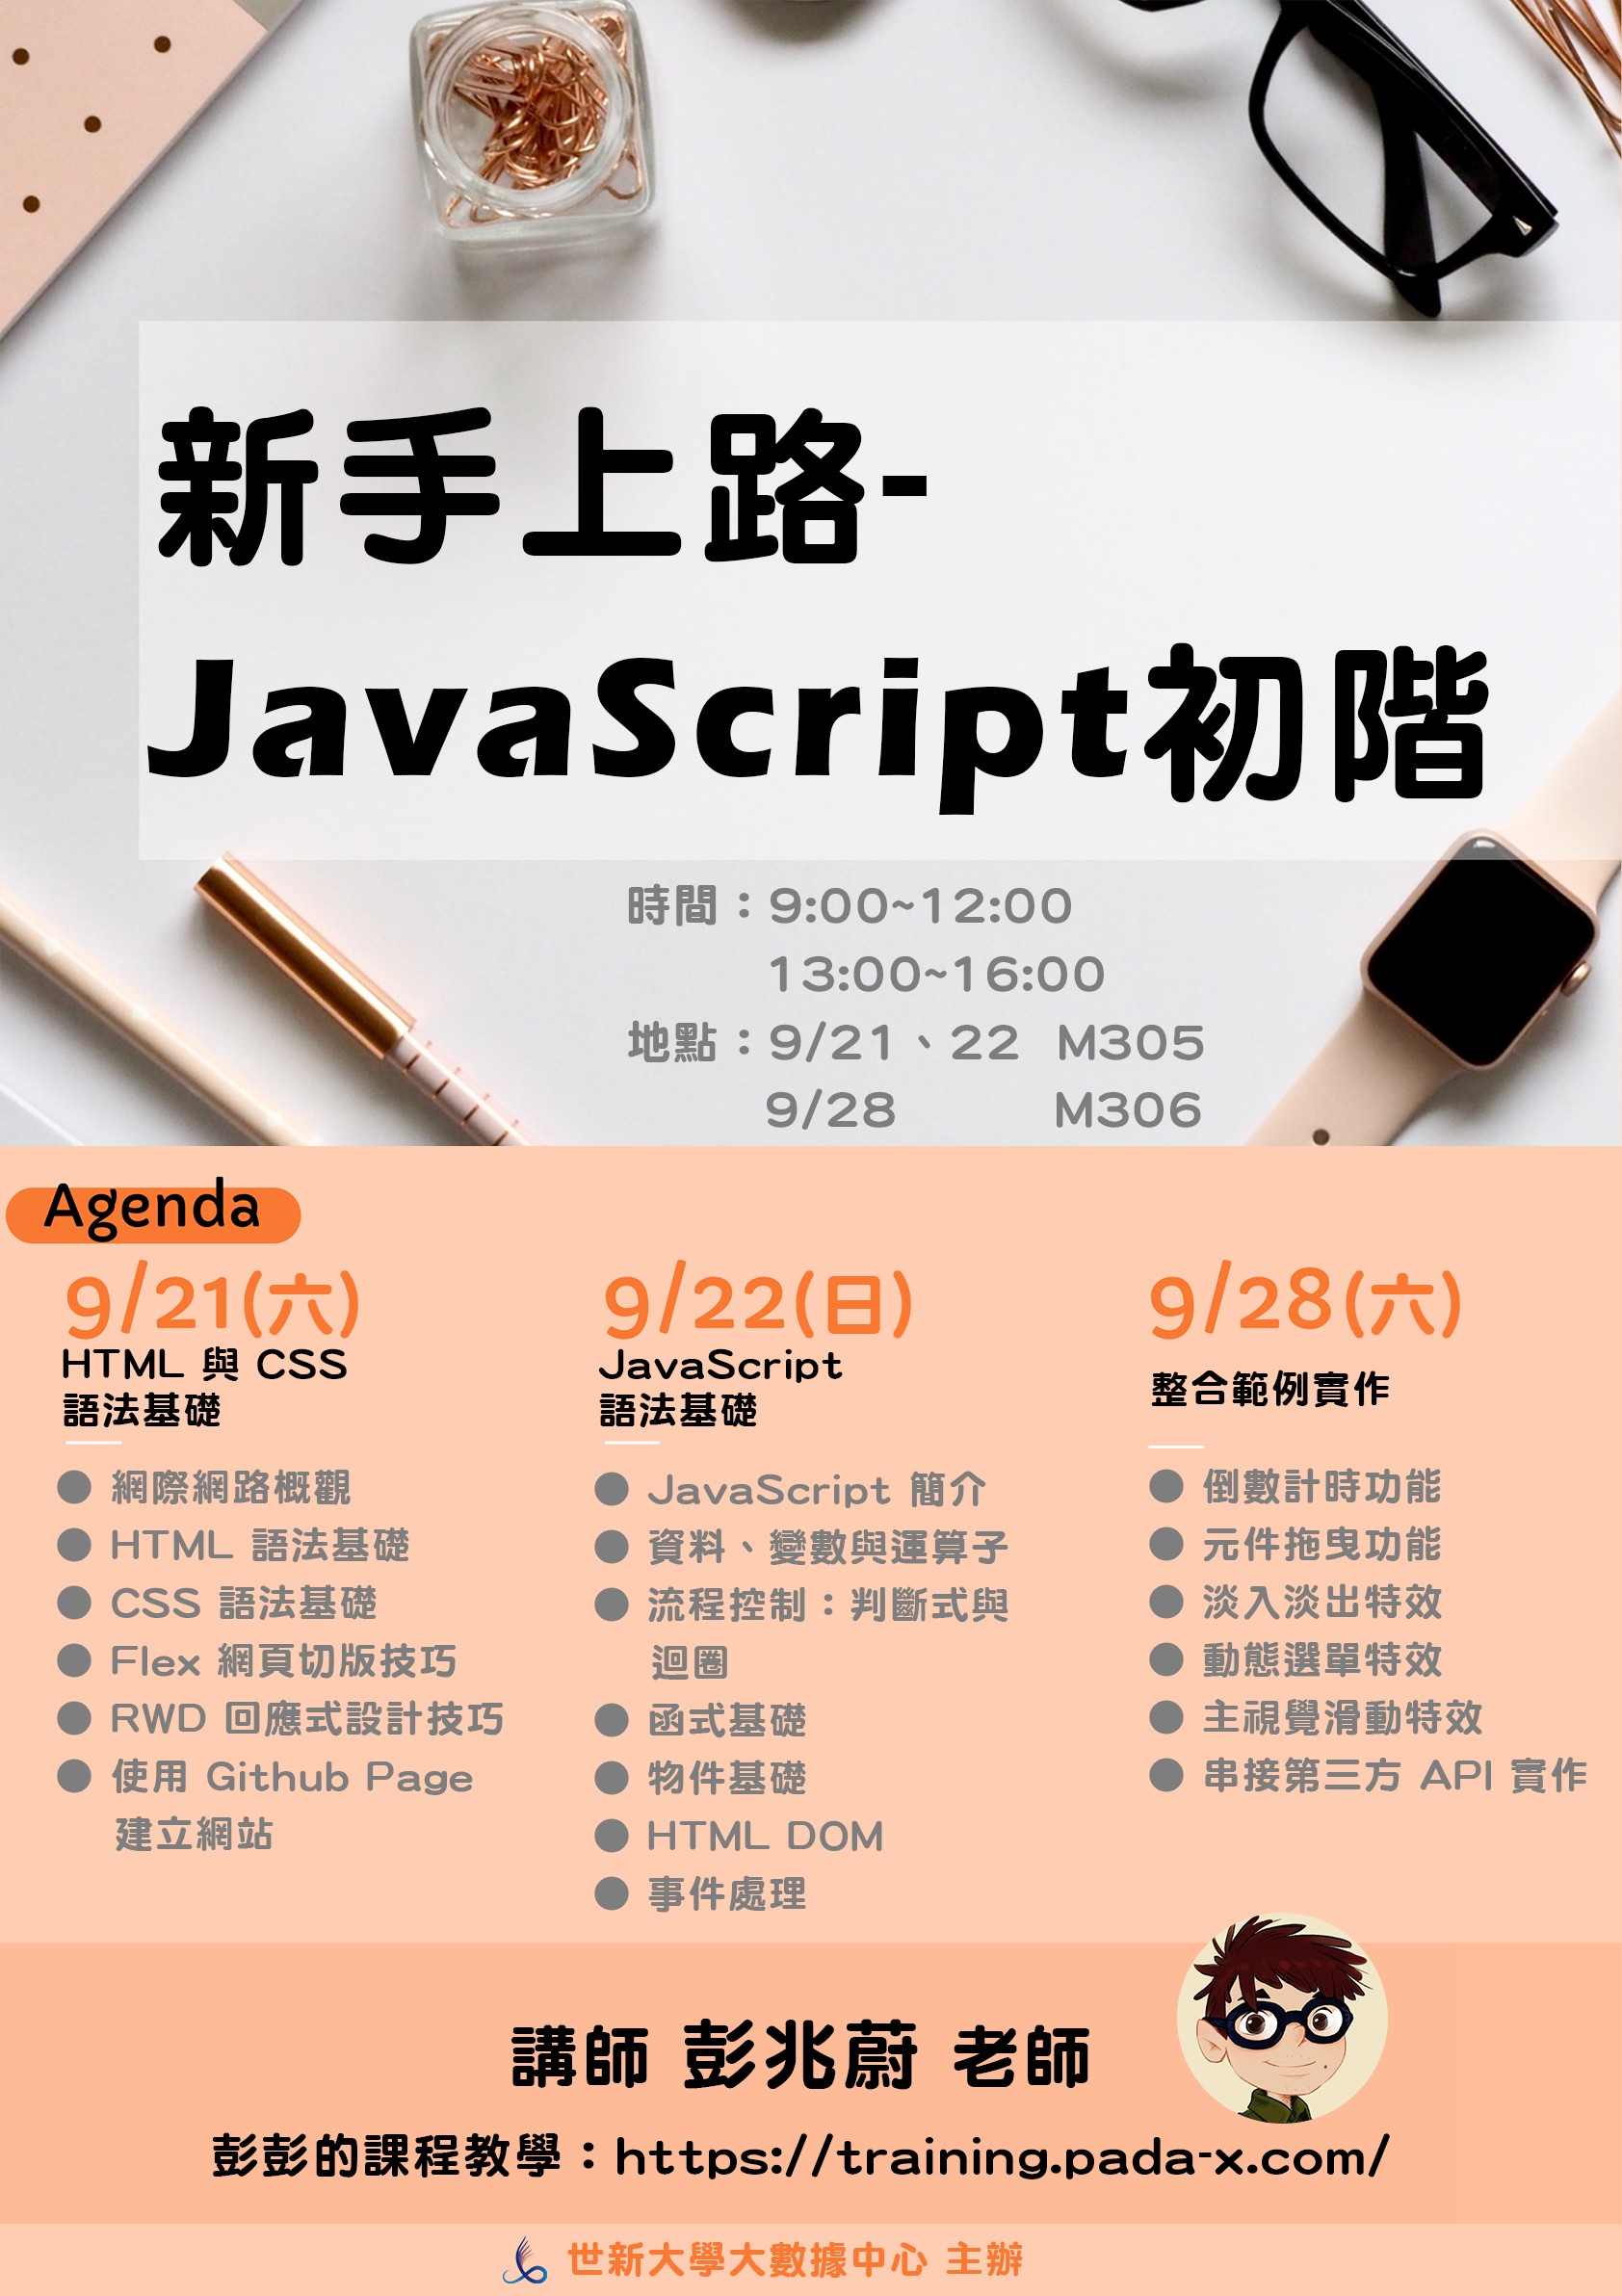 新手上路-
JavaScript初階
時間：9:00~12:00
13:00~16:00
地點：9/21、22 M305
9/28 M306
Agenda
9/21(六)
HTML 與 CSS
語法基礎
● 網際網路概觀
● HTML 語法基礎
● CSS 語法基礎
● Flex 網頁切版技巧
● RWD 回應式設計技巧
● 使用 Github Page
建立網站
9/22(日)
JavaScript
語法基礎
● JavaScript 簡介
● 資料、變數與運算子
● 流程控制：判斷式與
迴圈
● 函式基礎
● 物件基礎
● HTML DOM
● 事件處理
9/28(六)
整合範例實作
● 倒數計時功能
● 元件拖曳功能
● 淡入淡出特效
● 動態選單特效
● 主視覺滑動特效
● 串接第三方 API 實作
講師 彭兆蔚 老師
彭彭的課程教學：https://training.pada-x.com/
世新大學大數據中心 主辦